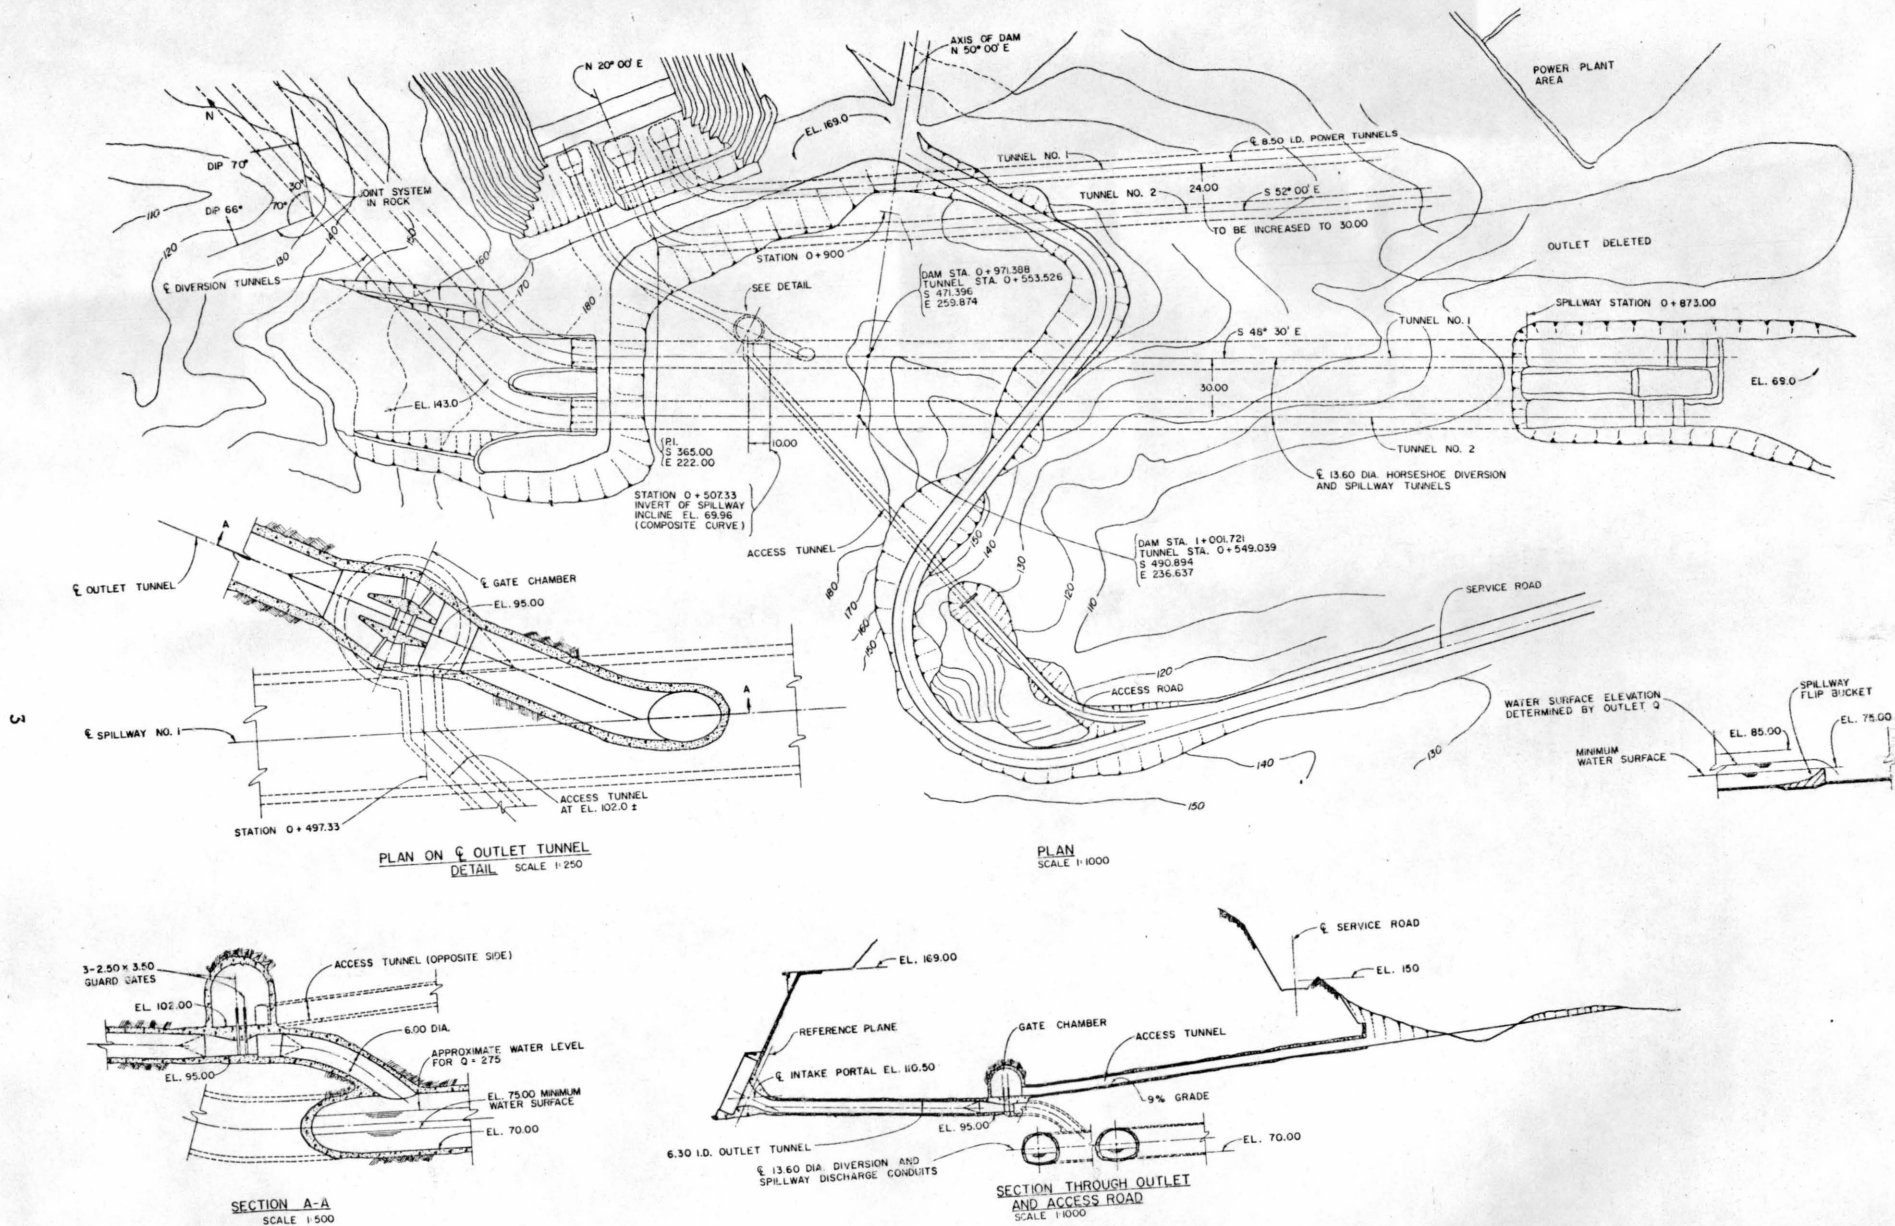 AXIS OF DAM
N 50° 00' E
N 20° 00' E
POWER PLANT
AREA
N
EL. 169.0
DIP 70°
30°
70°
DIP 66°
JOINT SYSTEM
IN ROCK
110
120
130
140
150
160
170
180
℄ DIVERSION TUNNELS
TUNNEL NO. 1
℄ 8.50 I.D. POWER TUNNELS
TUNNEL NO. 2
24.00
S 52° 00' E
TO BE INCREASED TO 30.00
OUTLET DELETED
STATION 0+900
SEE DETAIL
DAM STA. 0+971.388
TUNNEL STA. 0+553.526
S 471.396
E 259.874
SPILLWAY STATION 0+873.00
S 48° 30' E
TUNNEL NO. 1
30.00
EL. 69.0
EL. 143.0
P.I.
S 365.00
E 222.00
10.00
TUNNEL NO. 2
℄ 13.60 DIA. HORSESHOE DIVERSION
AND SPILLWAY TUNNELS
STATION 0+507.33
INVERT OF SPILLWAY
INCLINE EL. 69.96
(COMPOSITE CURVE)
ACCESS TUNNEL
DAM STA. 1+001.721
TUNNEL STA. 0+549.039
S 490.894
E 236.637
150
140
130
120
110
180
170
160
150
SERVICE ROAD
120
ACCESS ROAD
130
140
150
PLAN
SCALE 1:1000
A
℄ OUTLET TUNNEL
℄ GATE CHAMBER
EL. 95.00
A
℄ SPILLWAY NO. 1
ACCESS TUNNEL
AT EL. 102.0 ±
STATION 0+497.33
PLAN ON ℄ OUTLET TUNNEL
DETAIL SCALE 1:250
WATER SURFACE ELEVATION
DETERMINED BY OUTLET Q
SPILLWAY
FLIP BUCKET
EL. 75.00
EL. 85.00
MINIMUM
WATER SURFACE
3
3-2.50 x 3.50
GUARD GATES
ACCESS TUNNEL (OPPOSITE SIDE)
EL. 102.00
6.00 DIA.
APPROXIMATE WATER LEVEL
FOR Q = 275
EL. 95.00
EL. 75.00 MINIMUM
WATER SURFACE
EL. 70.00
SECTION A-A
SCALE 1:500
EL. 169.00
℄ SERVICE ROAD
EL. 150
REFERENCE PLANE
GATE CHAMBER
ACCESS TUNNEL
℄ INTAKE PORTAL EL. 110.50
9% GRADE
EL. 95.00
6.30 I.D. OUTLET TUNNEL
EL. 70.00
℄ 13.60 DIA. DIVERSION AND
SPILLWAY DISCHARGE CONDUITS
SECTION THROUGH OUTLET
AND ACCESS ROAD
SCALE 1:1000